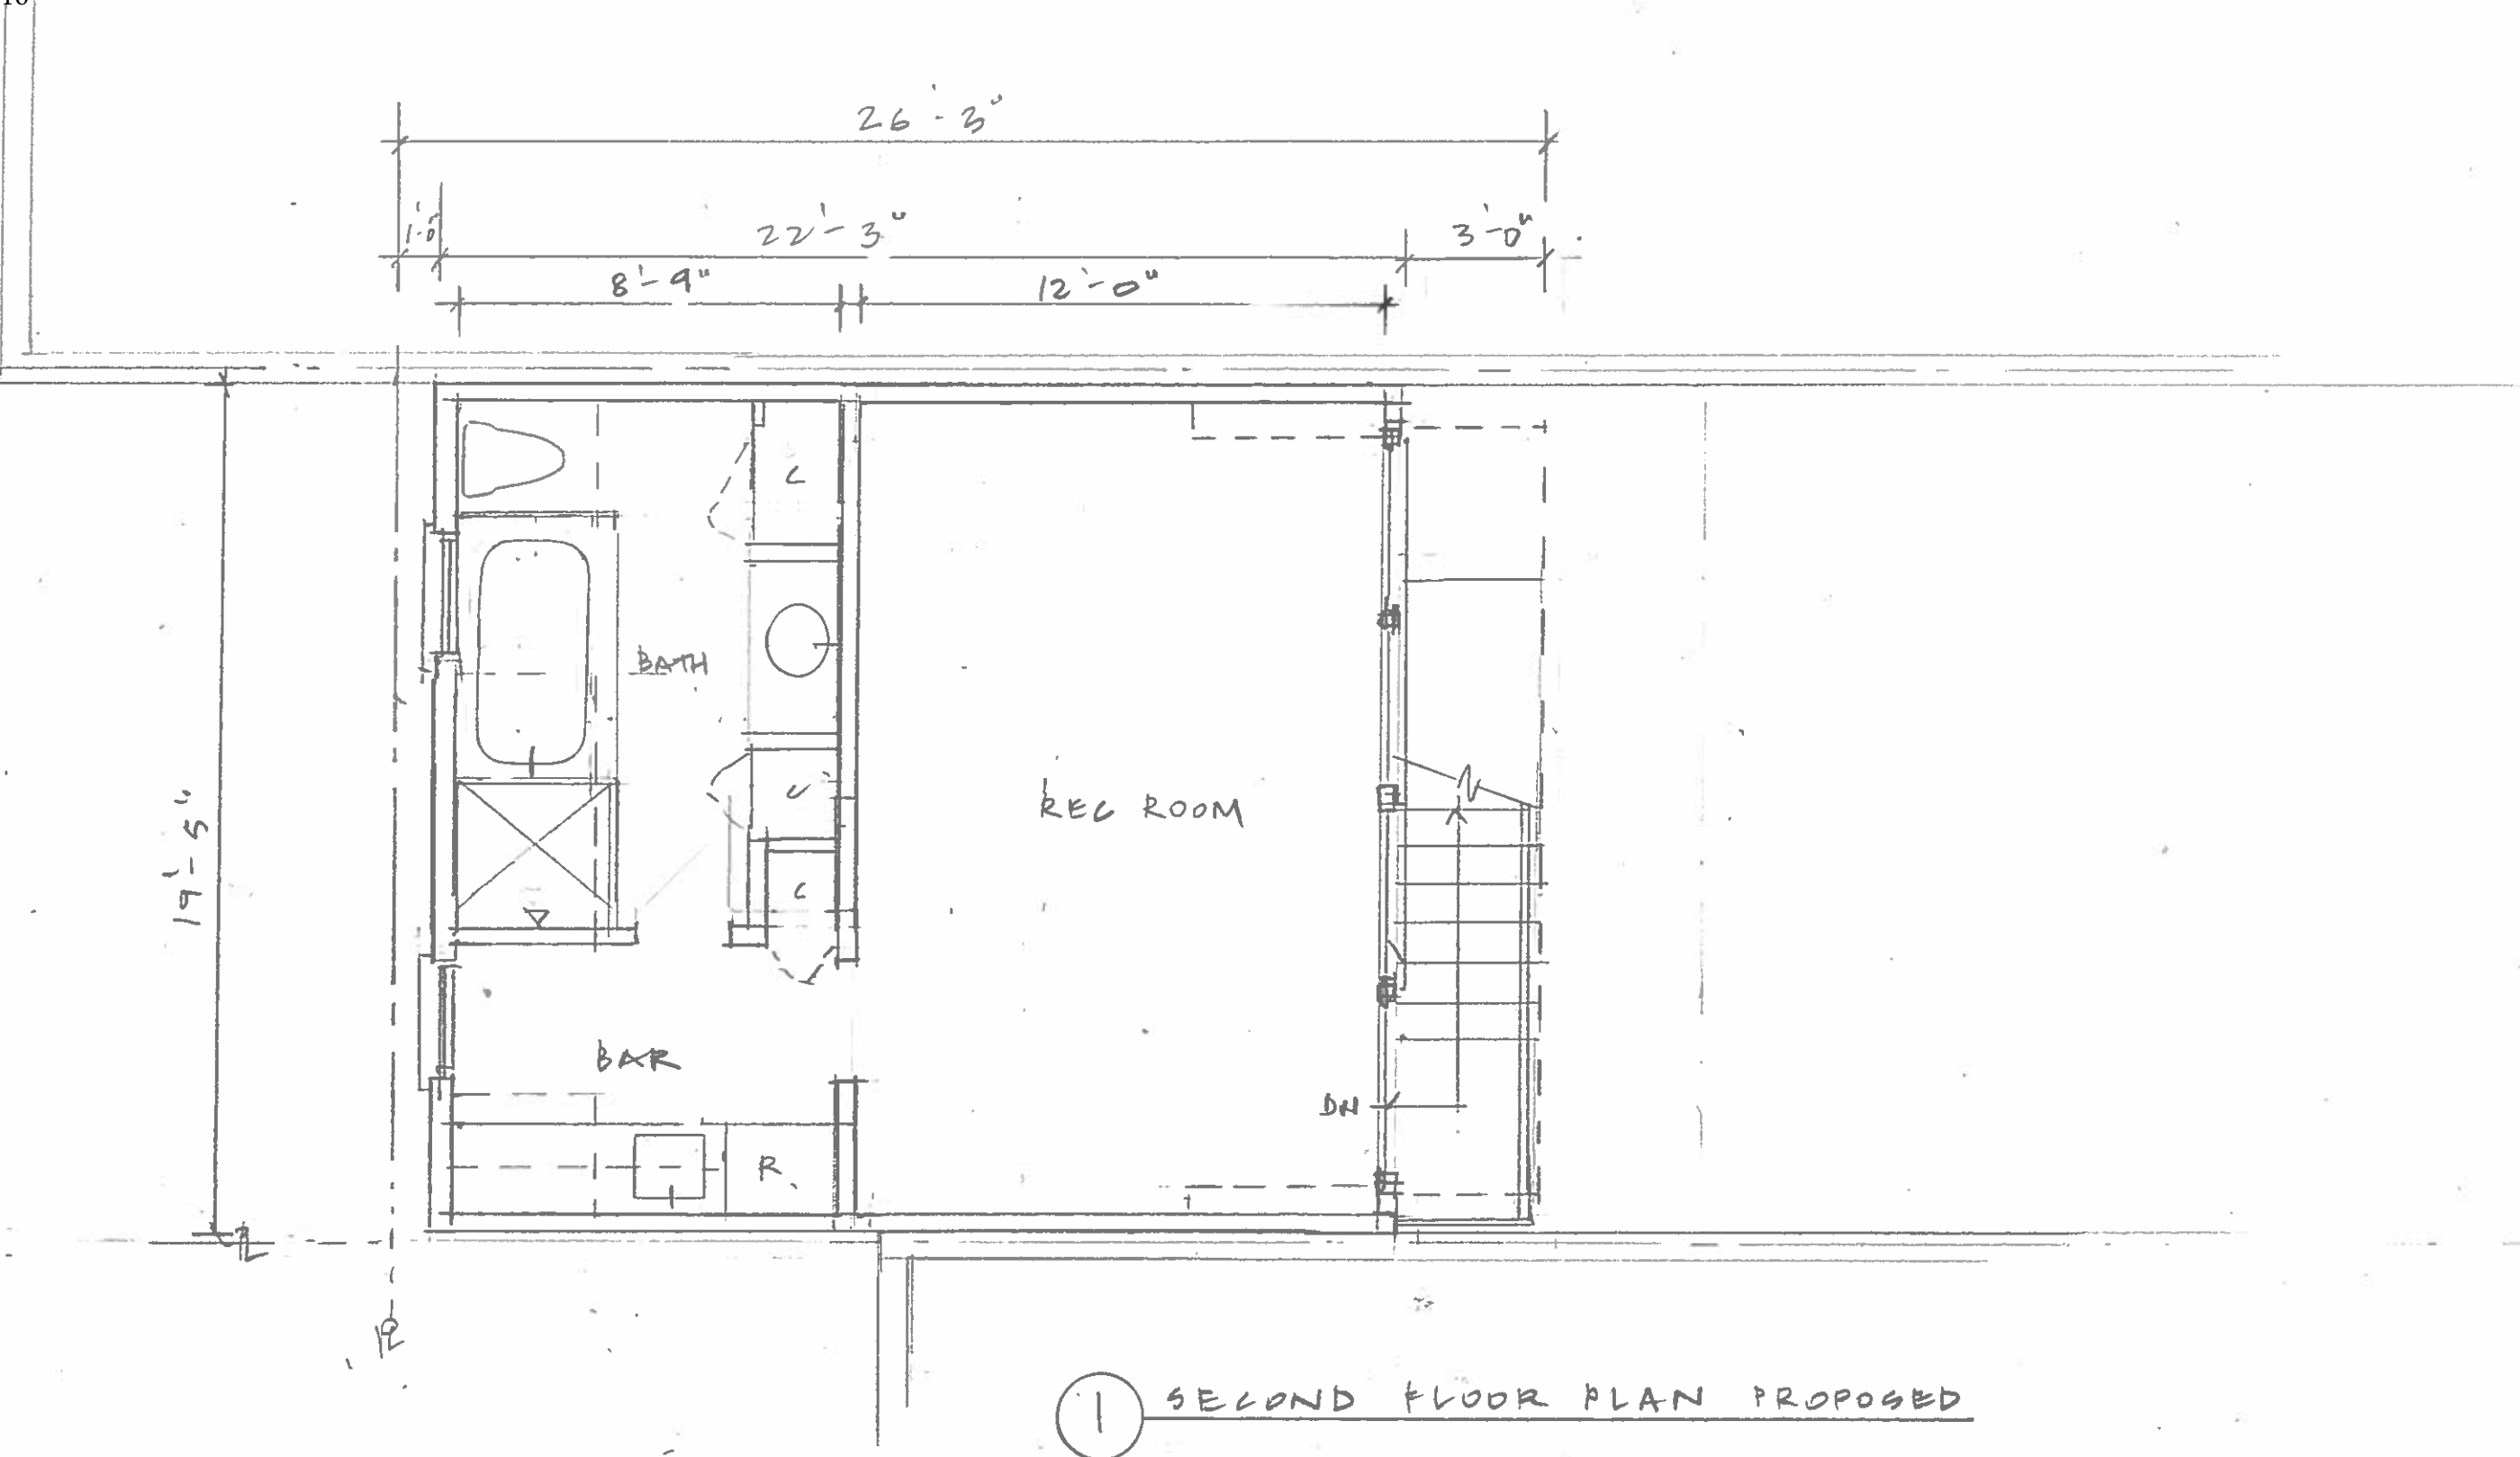 26'-3"
1'-0"
22'-3"
3'-0"
8'-9"
12'-0"
C
BATH
C
REC ROOM
19'-5"
C
BAR
DN
R
1
SECOND FLOOR PLAN PROPOSED